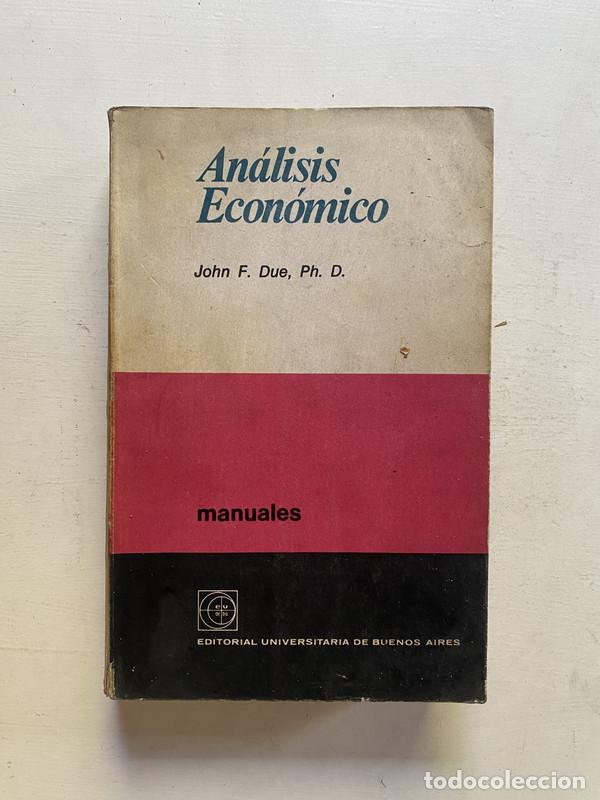 Análisis
Económico
John F. Due, Ph. D.
manuales
EDITORIAL UNIVERSITARIA DE BUENOS AIRES
todocoleccion